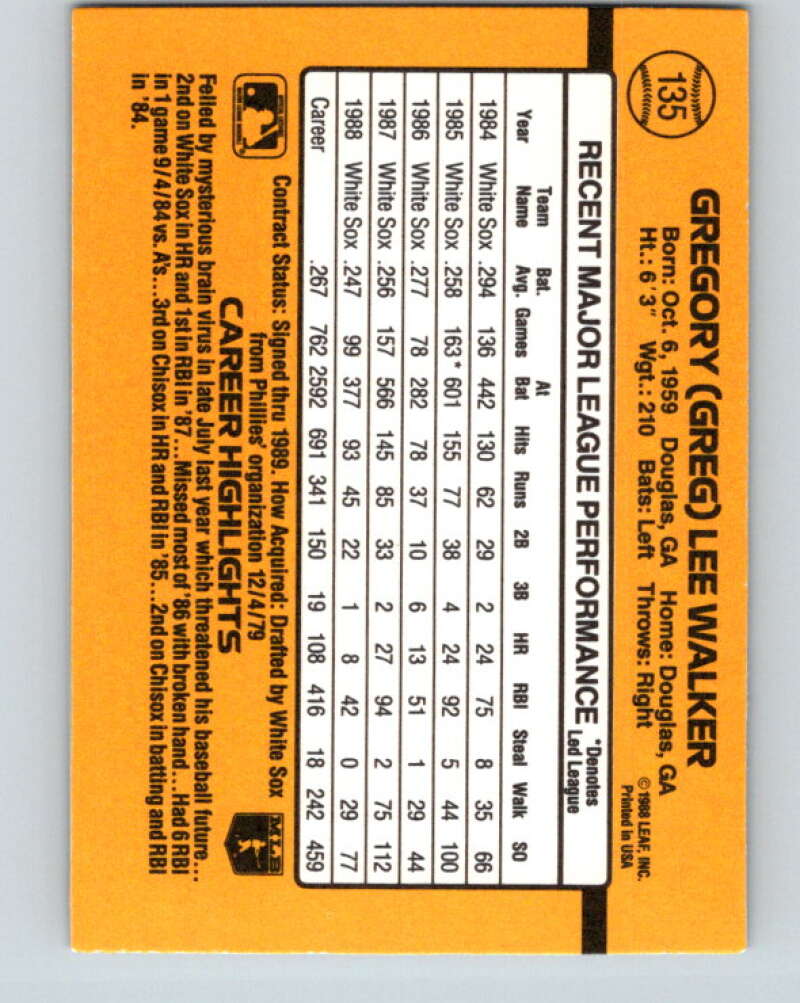 135
GREGORY (GREG) LEE WALKER
Born: Oct. 6, 1959 Douglas, GA Home: Douglas, GA
Ht.: 6'3" Wgt.: 210 Bats: Left Throws: Right
©1988 LEAF, INC.
Printed in USA
RECENT MAJOR LEAGUE PERFORMANCE *Denotes
Led League
Year Team Name Bat. Avg. Games At Bat Hits Runs 2B 3B HR RBI Steal Walk SO
1984 White Sox .294 136 442 130 62 29 2 24 75 8 35 66
1985 White Sox .258 163* 601 155 77 38 4 24 92 5 44 100
1986 White Sox .277 78 282 78 37 10 6 13 51 1 29 44
1987 White Sox .256 157 566 145 85 33 2 27 94 2 75 112
1988 White Sox .247 99 377 93 45 22 1 8 42 0 29 77
Career .267 762 2592 691 341 150 19 108 416 18 242 459
Contract Status: Signed thru 1989. How Acquired: Drafted by White Sox
from Phillies' organization 12/4/79
MLB
CAREER HIGHLIGHTS
Felled by mysterious brain virus in late July last year which threatened his baseball future...
2nd on White Sox in HR and 1st in RBI in '87...Missed most of '86 with broken hand...Had 6 RBI
in 1 game 9/4/84 vs. A's...3rd on Chisox in HR and RBI in '85...2nd on Chisox in batting and RBI
in '84.